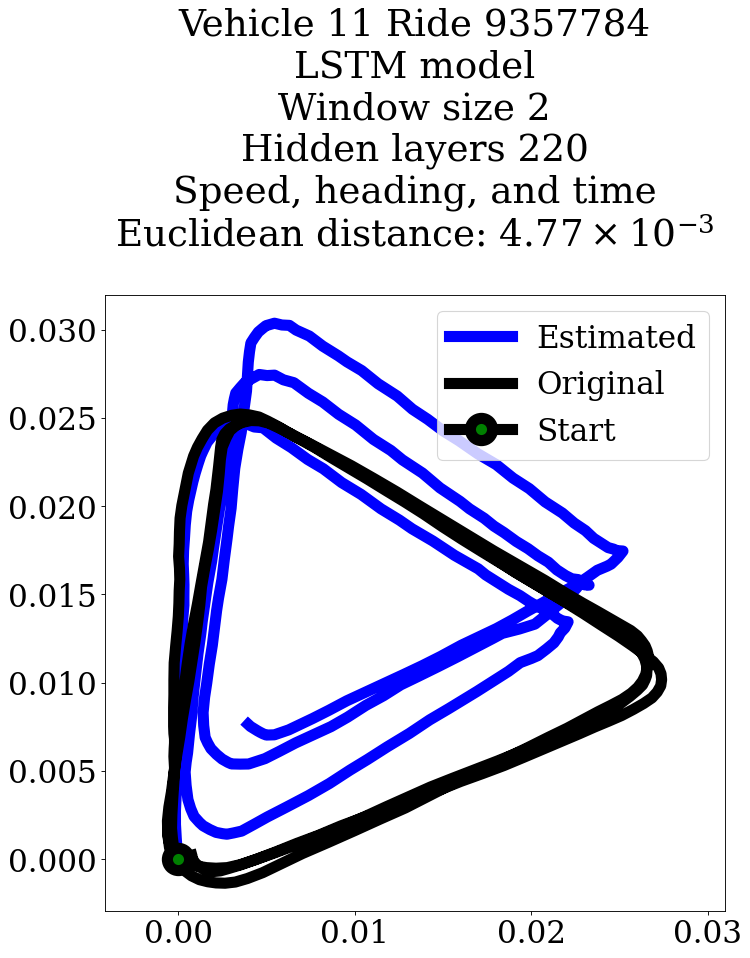 Vehicle 11 Ride 9357784
LSTM model
Window size 2
Hidden layers 220
Speed, heading, and time
Euclidean distance: 4.77 × 10⁻³
Estimated
Original
Start
0.030
0.025
0.020
0.015
0.010
0.005
0.000
0.00 0.01 0.02 0.03